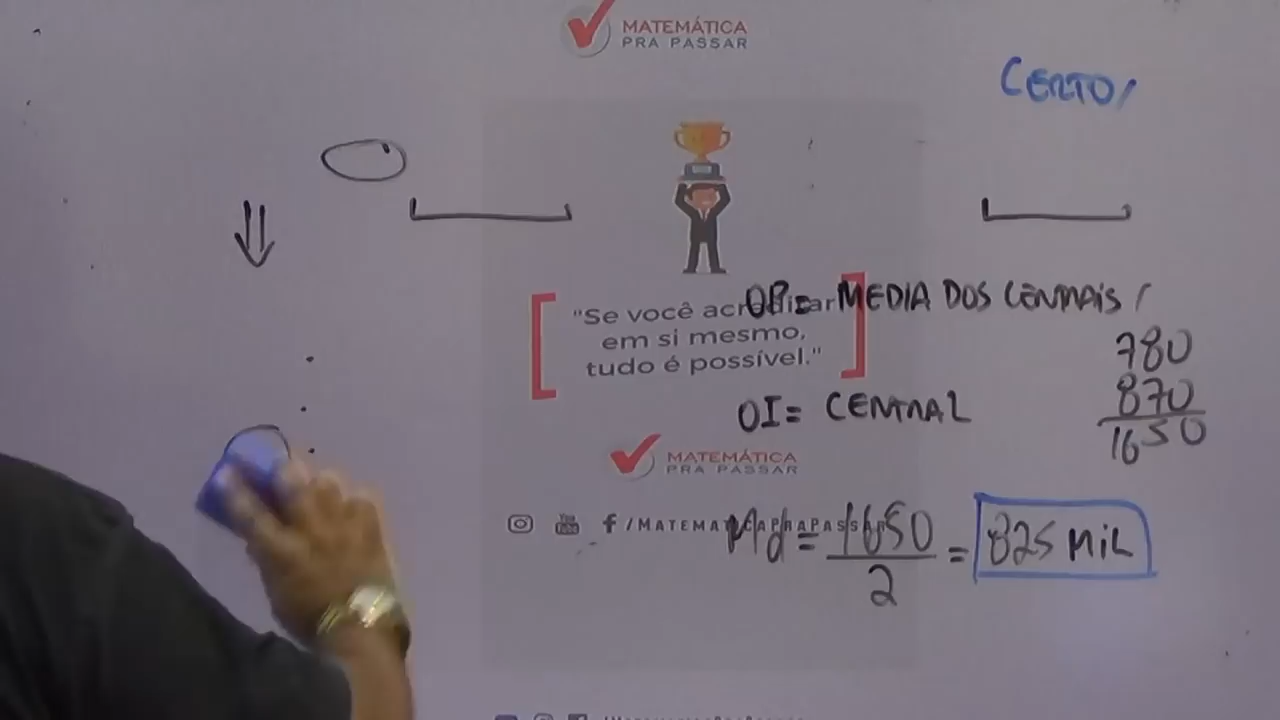 MATEMÁTICA
PRA PASSAR
CERTO/
"Se você acreditar
em si mesmo,
tudo é possível."
OP = MEDIA DOS CENTRAIS /
OI = CENTRAL
780
870
1650
MATEMÁTICA
PRA PASSAR
f /MATEMATICAPRAPASSAR
Md = 1650
2
= 825 MIL